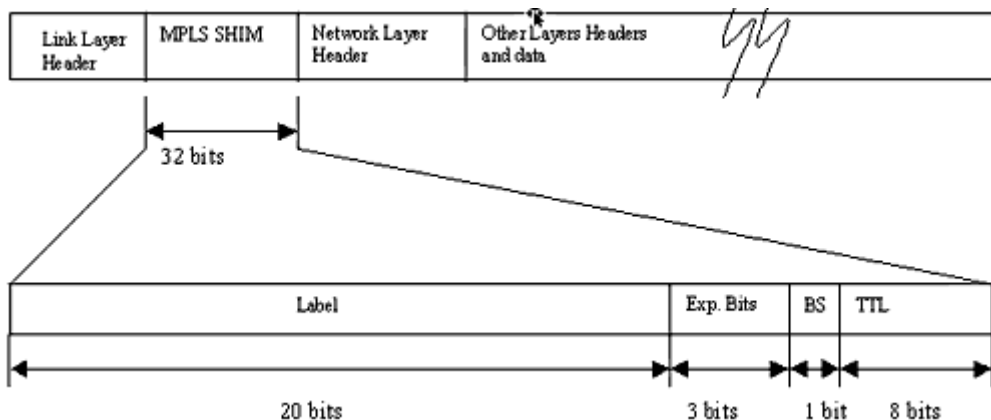 Link Layer
Header
MPLS SHIM
Network Layer
Header
Other Layers Headers
and data
32 bits
Label
Exp. Bits
BS
TTL
20 bits
3 bits
1 bit
8 bits